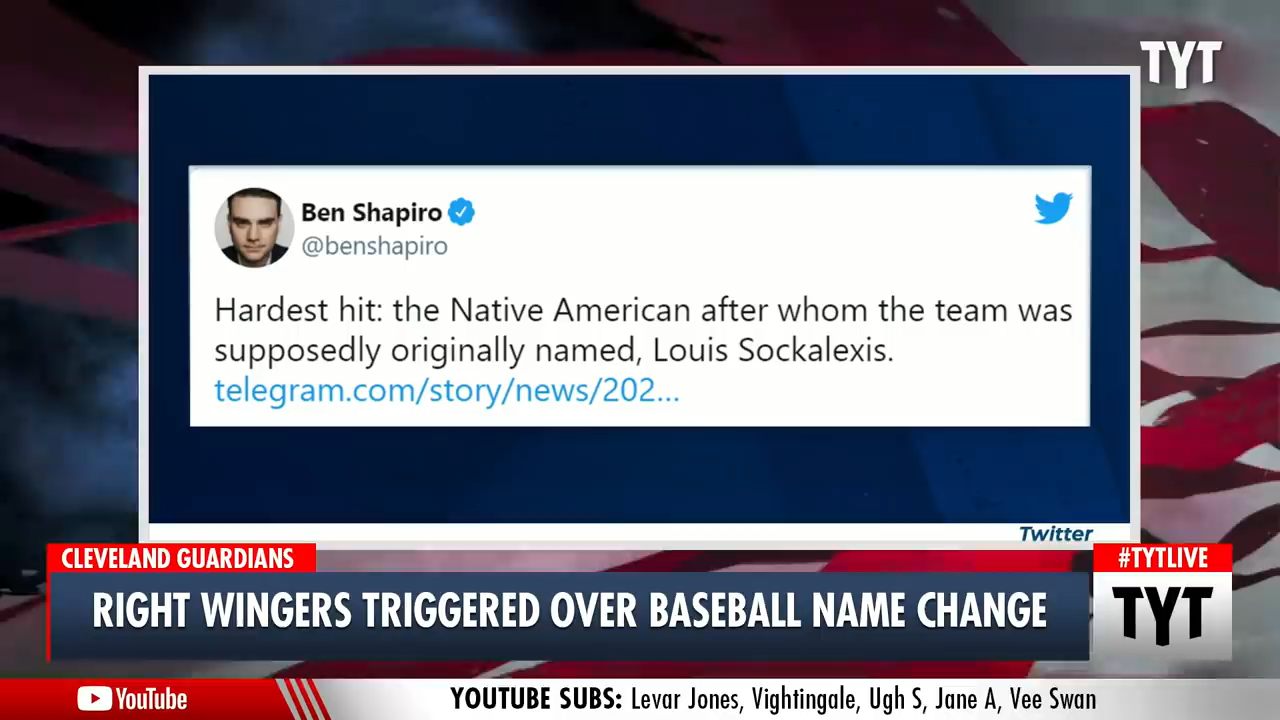 TYT
Ben Shapiro
@benshapiro
Hardest hit: the Native American after whom the team was
supposedly originally named, Louis Sockalexis.
telegram.com/story/news/202...
Twitter
CLEVELAND GUARDIANS
#TYTLIVE
RIGHT WINGERS TRIGGERED OVER BASEBALL NAME CHANGE
TYT
YouTube
YOUTUBE SUBS: Levar Jones, Vightingale, Ugh S, Jane A, Vee Swan